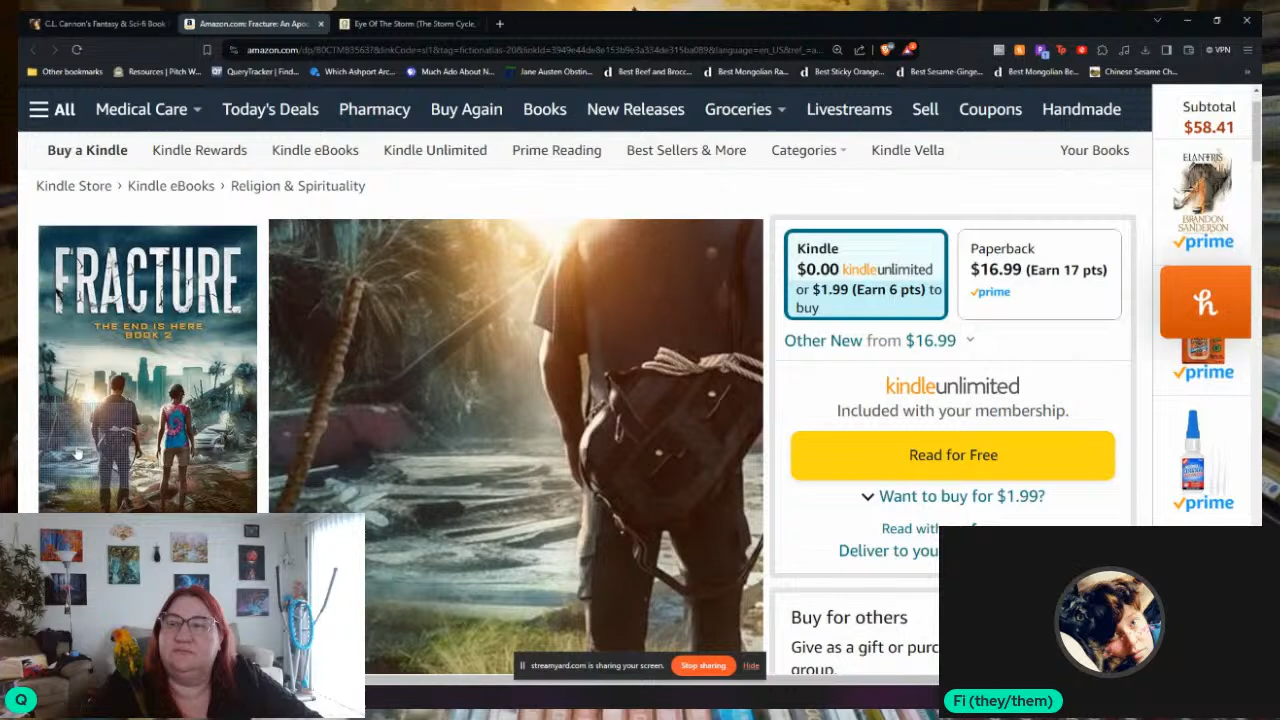 C.L. Cannon's Fantasy & Sci-fi Book
Amazon.com: Fracture: An Apoc
Eye Of The Storm (The Storm Cycle,
VPN
Other bookmarks
Resources | Pitch W...
QueryTracker | Find...
Which Ashport Arc...
Much Ado About N...
Jane Austen Obstin...
Best Beef and Brocc...
Best Mongolian Ra...
Best Sticky Orange...
Best Sesame-Ginge...
Best Mongolian Be...
Chinese Sesame Ch...
All
Medical Care
Today's Deals
Pharmacy
Buy Again
Books
New Releases
Groceries
Livestreams
Sell
Coupons
Handmade
Subtotal
$58.41
Buy a Kindle
Kindle Rewards
Kindle eBooks
Kindle Unlimited
Prime Reading
Best Sellers & More
Categories
Kindle Vella
Your Books
Kindle Store › Kindle eBooks › Religion & Spirituality
ELANTRIS
BRANDON
SANDERSON
prime
prime
prime
FRACTURE
THE END IS HERE
BOOK 2
Kindle
$0.00 kindleunlimited
or $1.99 (Earn 6 pts) to
buy
Paperback
$16.99 (Earn 17 pts)
prime
Other New from $16.99
kindleunlimited
Included with your membership.
Read for Free
Want to buy for $1.99?
Deliver to you
Buy for others
Give as a gift or purc
group.
streamyard.com is sharing your screen.
Stop sharing
Hide
Q
Fi (they/them)